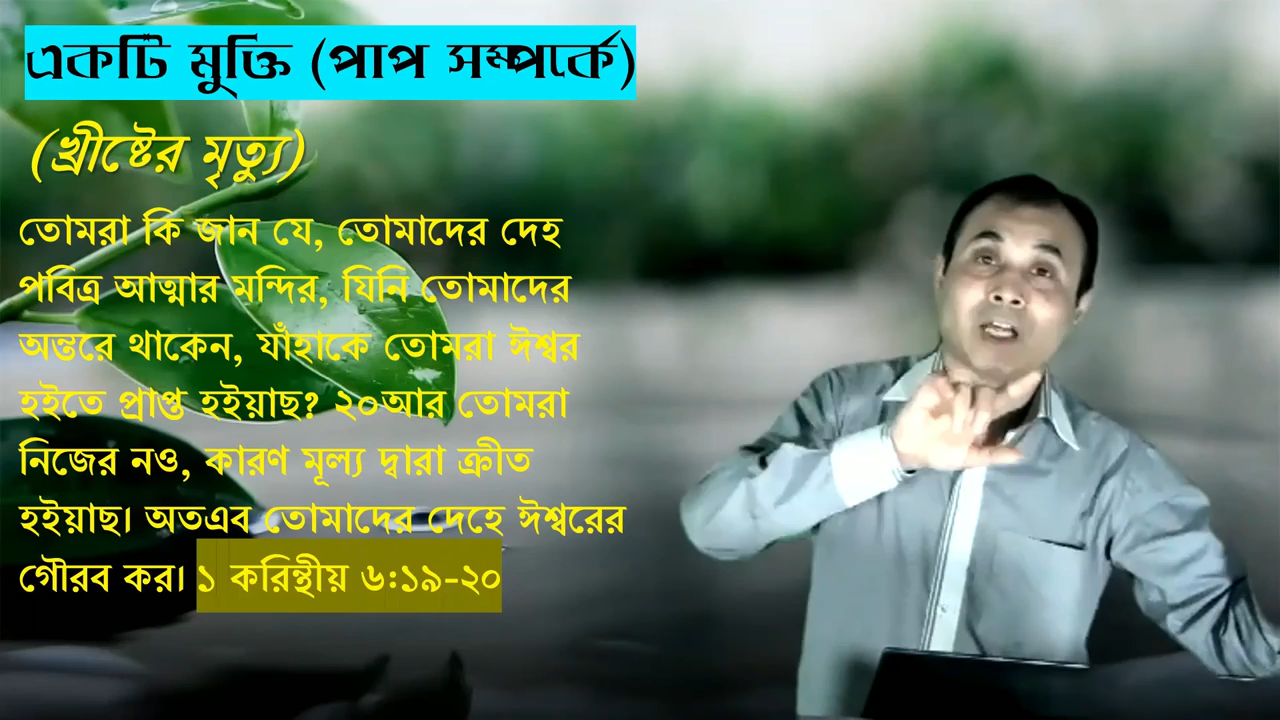 একটি মুক্তি (পাপ সম্পর্কে)
(খ্রীষ্টের মৃত্যু)
তোমরা কি জান যে, তোমাদের দেহ
পবিত্র আত্মার মন্দির, যিনি তোমাদের
অন্তরে থাকেন, যাঁহাকে তোমরা ঈশ্বর
হইতে প্রাপ্ত হইয়াছ? ২০আর তোমরা
নিজের নও, কারণ মূল্য দ্বারা ক্রীত
হইয়াছ। অতএব তোমাদের দেহে ঈশ্বরের
গৌরব কর। ১ করিন্থীয় ৬:১৯-২০